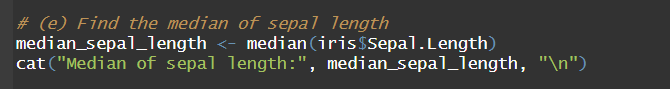 # (e) Find the median of sepal length
median_sepal_length <- median(iris$Sepal.Length)
cat("Median of sepal length:", median_sepal_length, "\n")